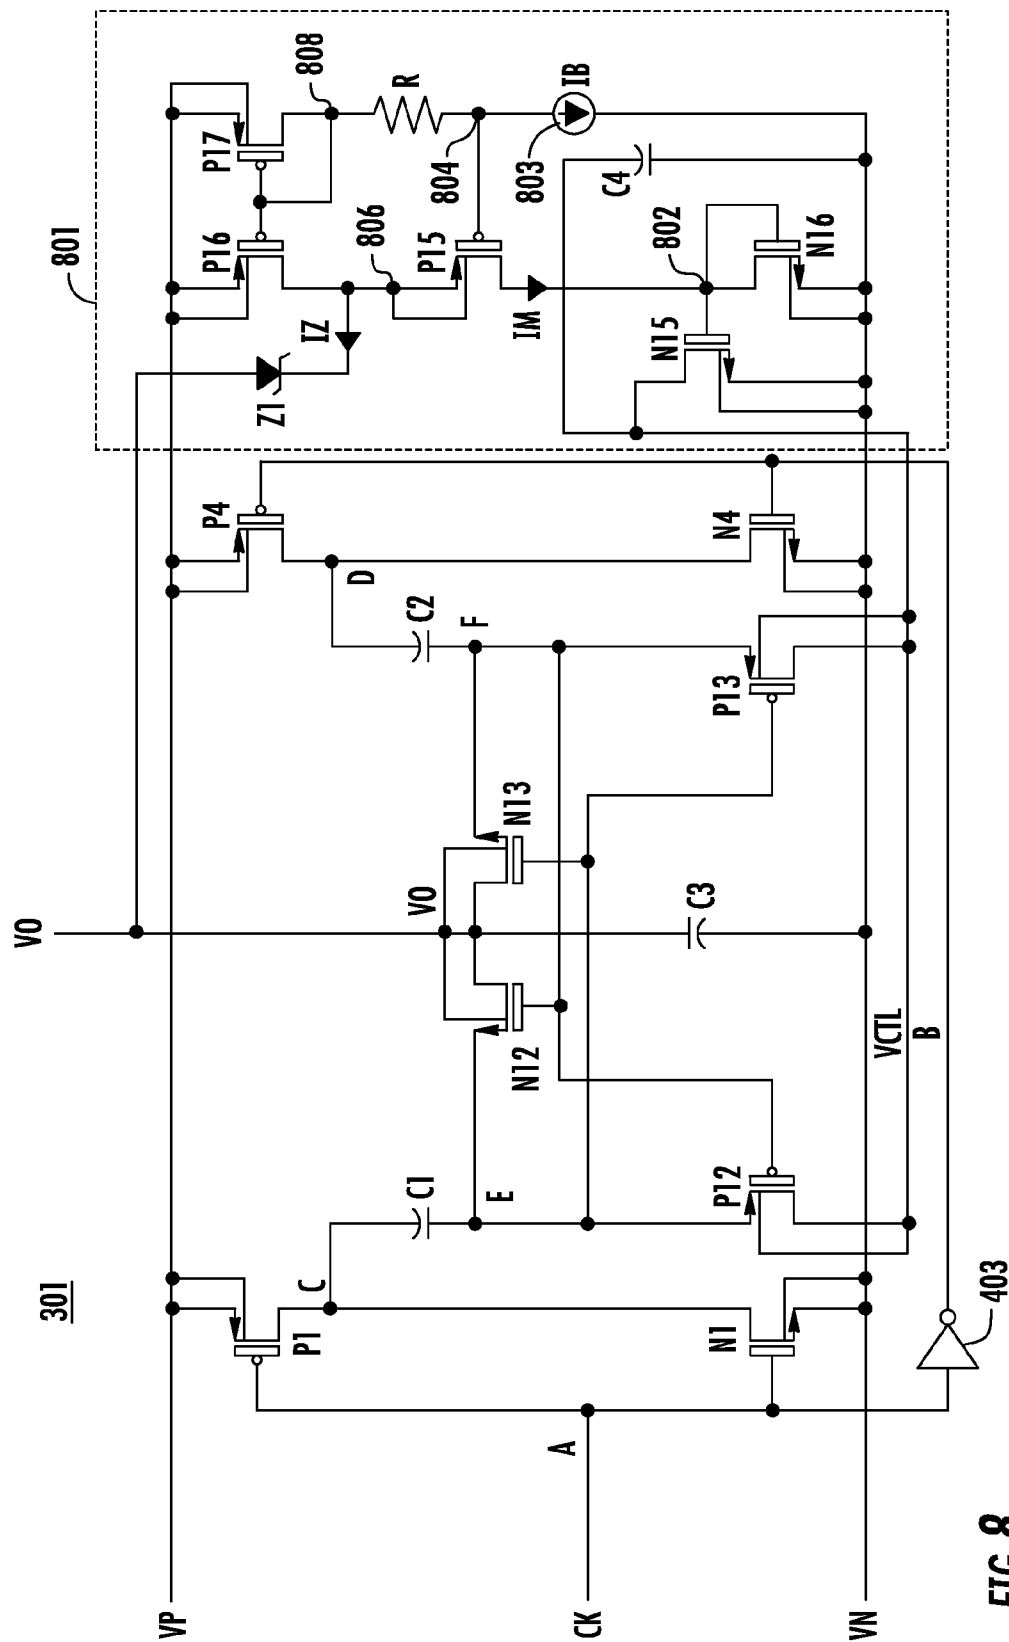 VO
301
801
VP
P4
P16
P17
Z1
P1
C
IZ
808
D
806
R
C1
VO
C2
P15
804
F
E
N12
N13
IM
803
A
IB
CK
C4
N15
802
C3
N1
P12
P13
N4
N16
VN
VCTL
B
403
FIG. 8